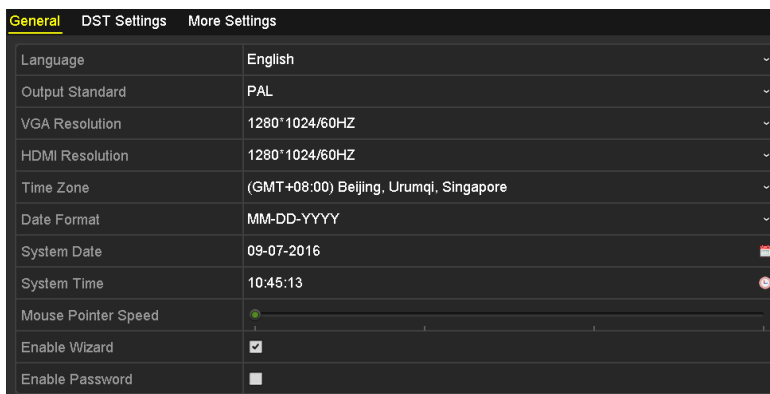 General DST Settings More Settings
Language English
Output Standard PAL
VGA Resolution 1280*1024/60HZ
HDMI Resolution 1280*1024/60HZ
Time Zone (GMT+08:00) Beijing, Urumqi, Singapore
Date Format MM-DD-YYYY
System Date 09-07-2016
System Time 10:45:13
Mouse Pointer Speed
Enable Wizard
Enable Password